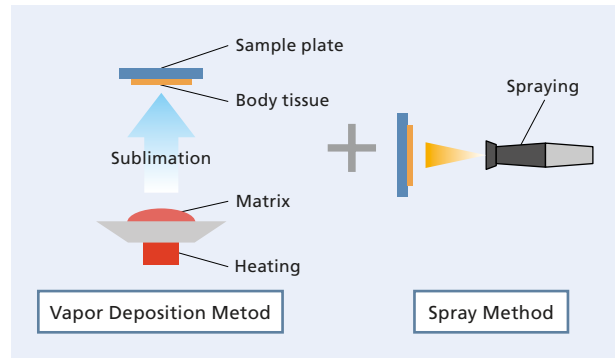 Sample plate
Body tissue
Sublimation
Matrix
Heating
Vapor Deposition Metod
Spraying
Spray Method